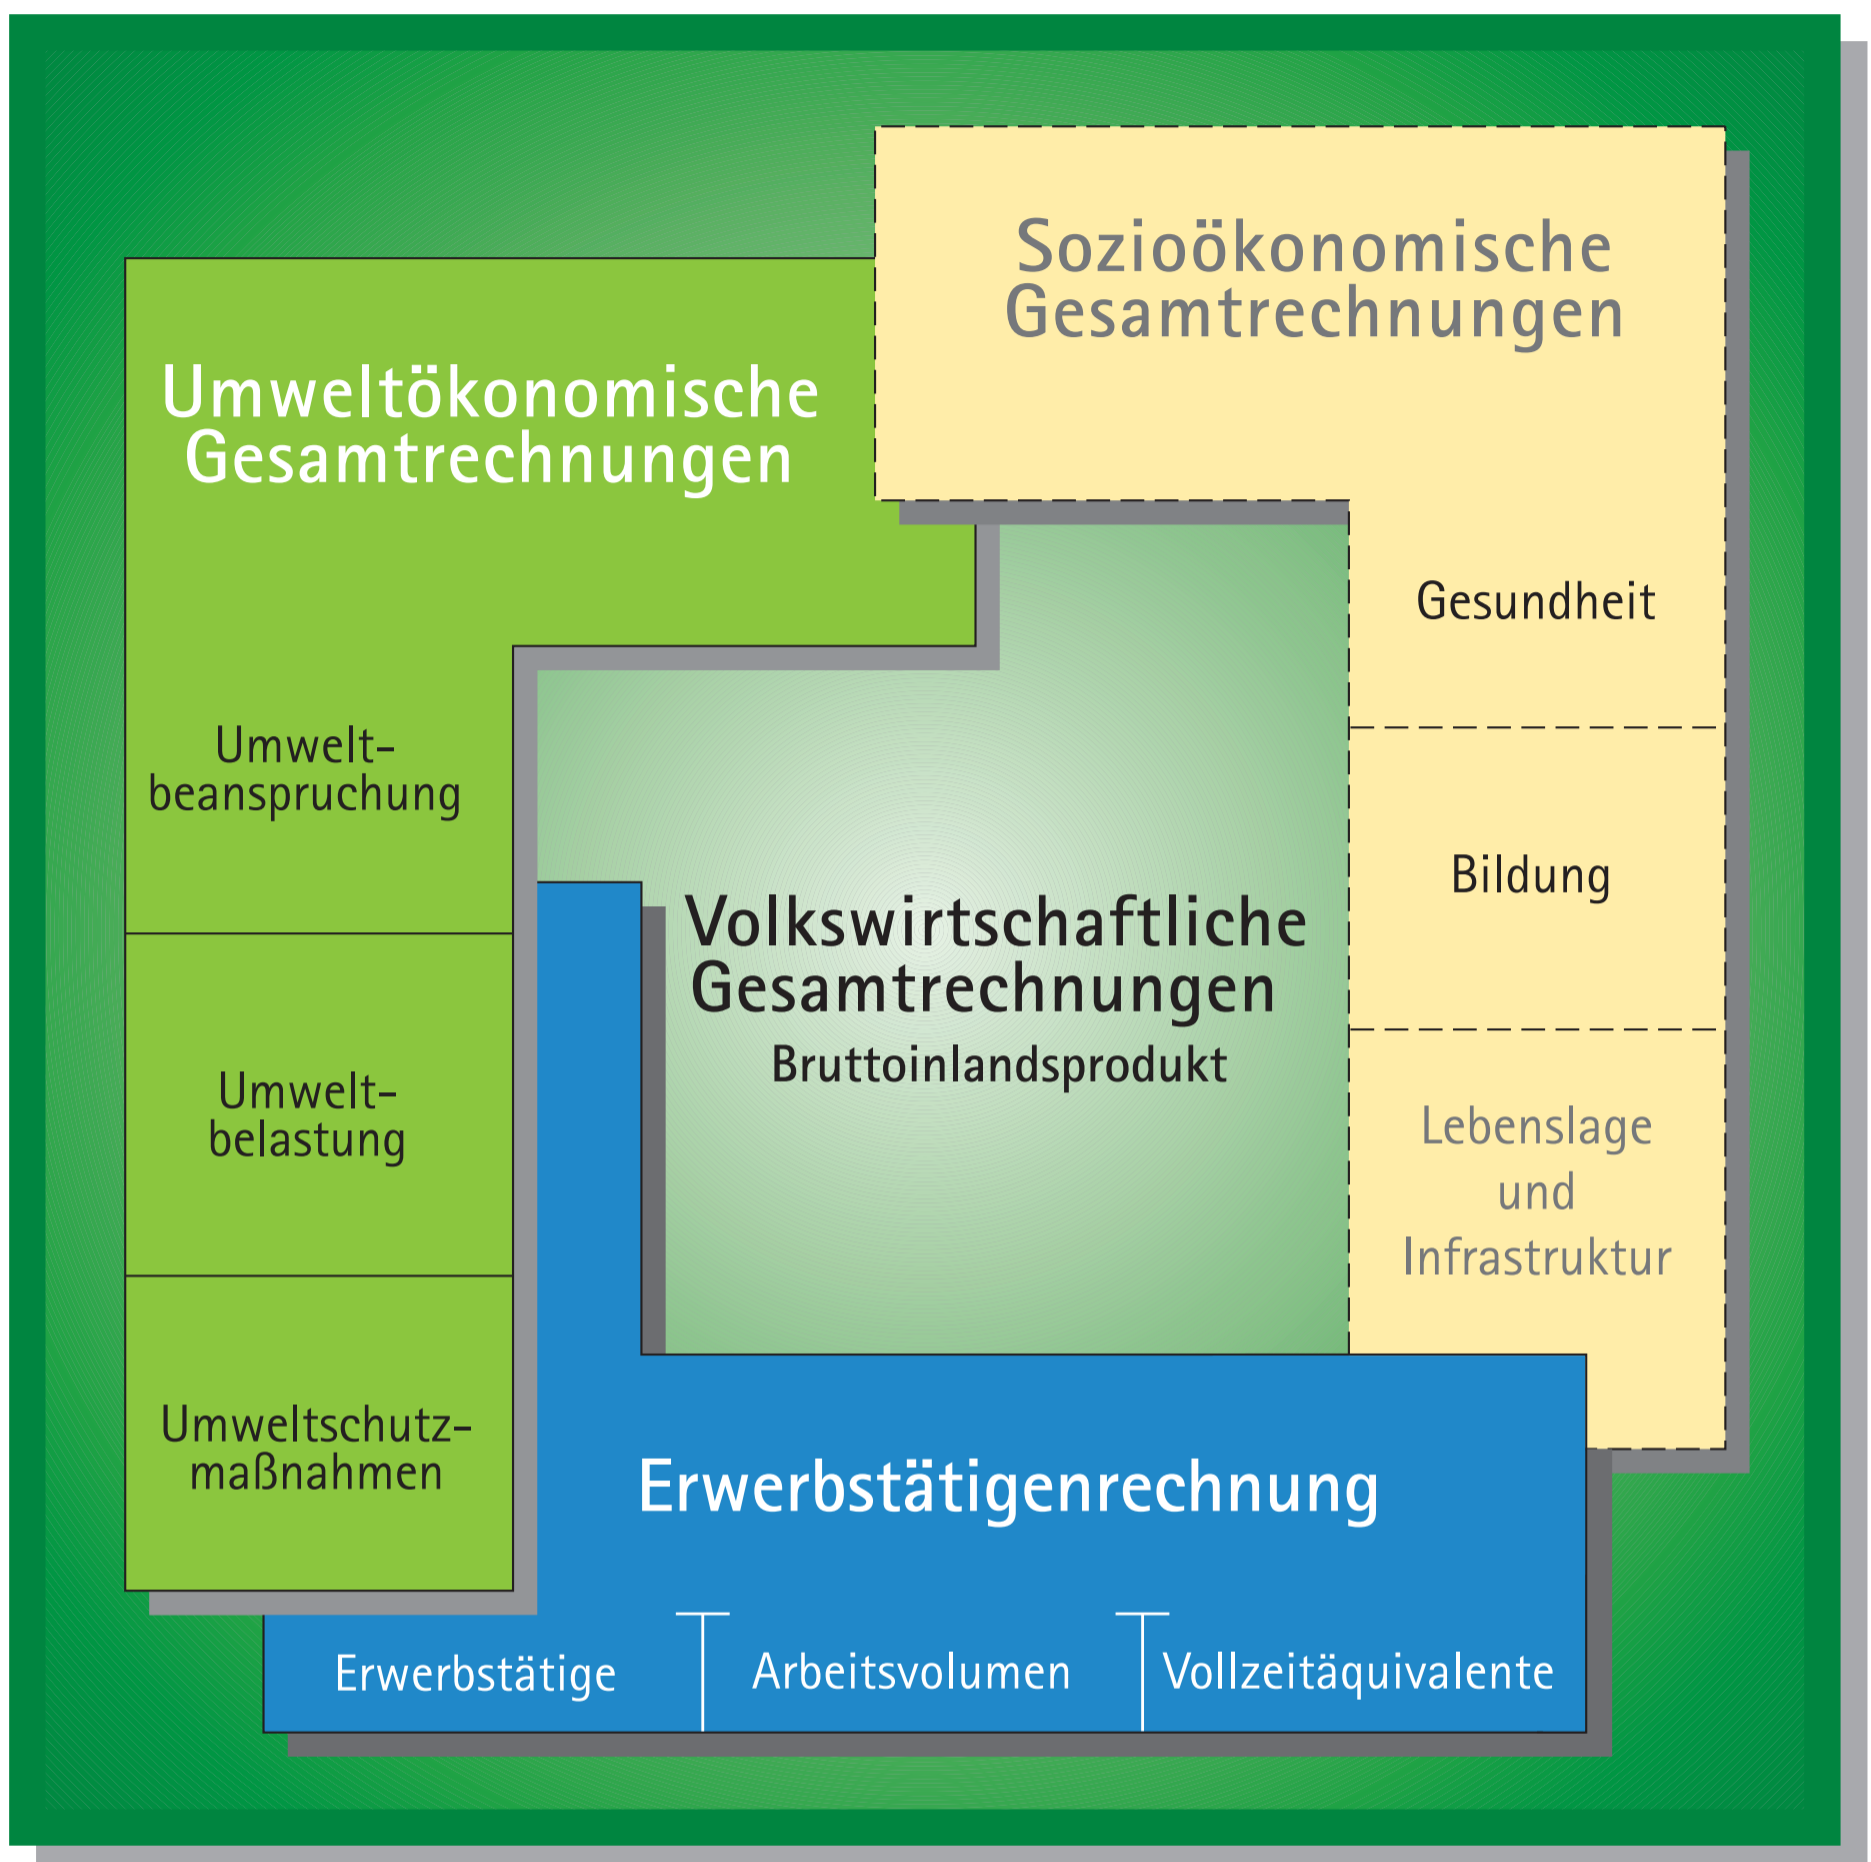 Sozioökonomische
Gesamtrechnungen
Umweltökonomische
Gesamtrechnungen
Gesundheit
Umwelt-
beanspruchung
Bildung
Volkswirtschaftliche
Gesamtrechnungen
Bruttoinlandsprodukt
Umwelt-
belastung
Lebenslage
und
Infrastruktur
Umweltschutz-
maßnahmen
Erwerbstätigenrechnung
Erwerbstätige
Arbeitsvolumen
Vollzeitäquivalente